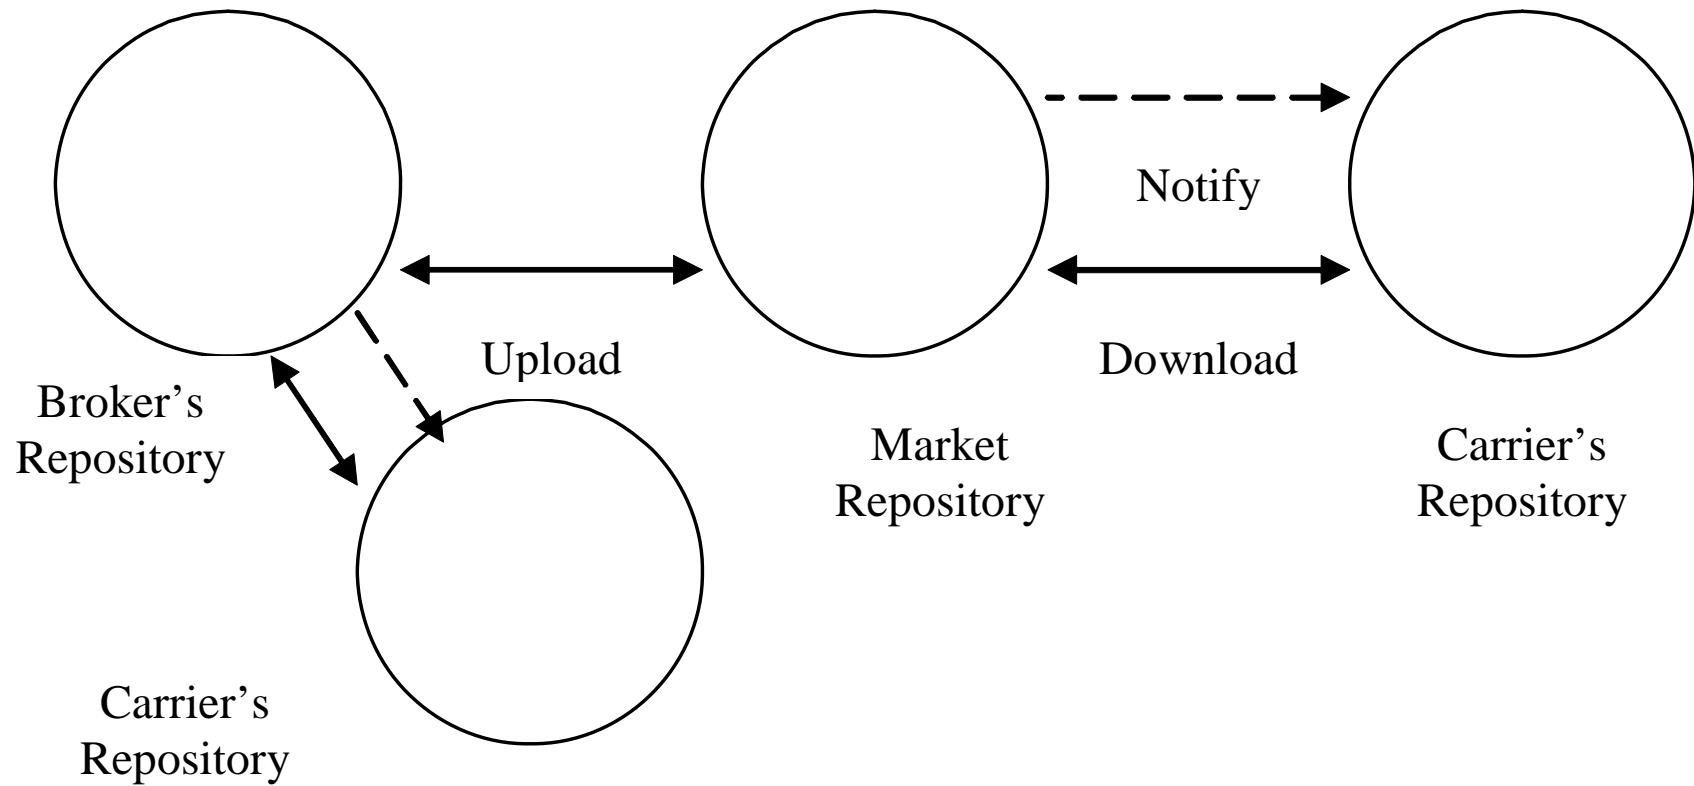 Notify
Upload
Download
Broker’s
Repository
Market
Repository
Carrier’s
Repository
Carrier’s
Repository